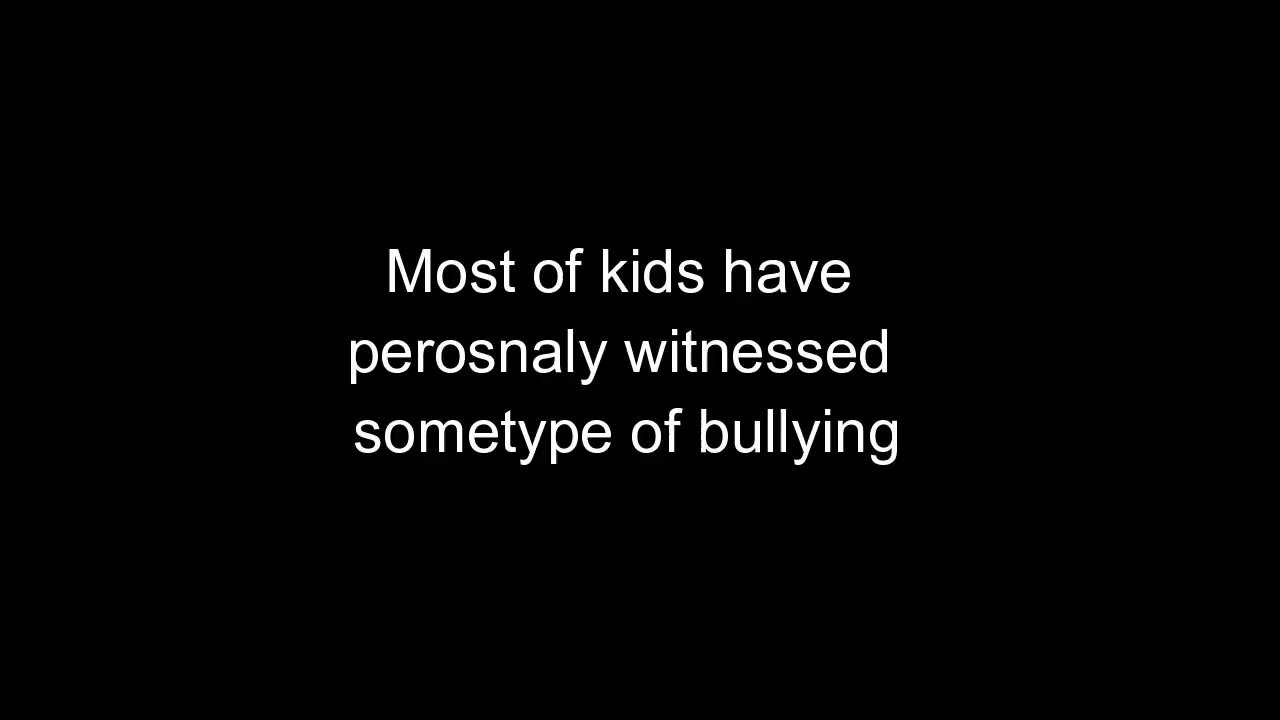 Most of kids have
perosnaly witnessed
sometype of bullying